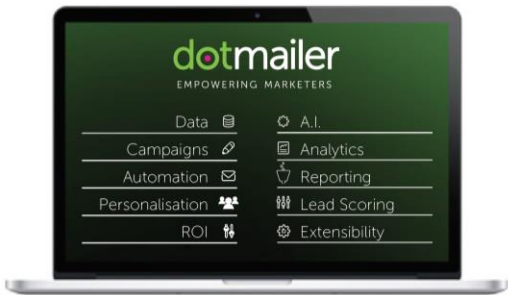 dotmailer
EMPOWERING MARKETERS
Data
Campaigns
Automation
Personalisation
ROI
A.I.
Analytics
Reporting
Lead Scoring
Extensibility